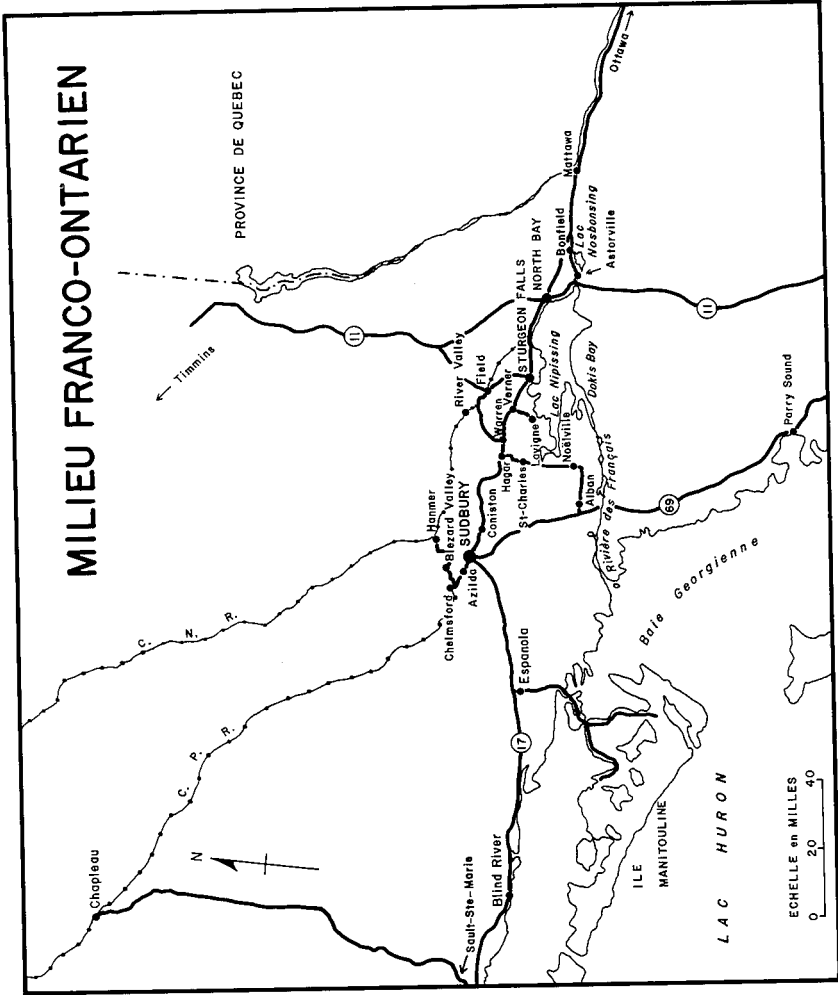 MILIEU FRANCO-ONTARIEN
PROVINCE DE QUEBEC
Timmins
11
Chapleau
C. P. R.
C. N. R.
N
Hanmer
Blezard Valley
Chelmsford
SUDBURY
Azilda
Coniston
River Valley
Field
Warren
Verner
STURGEON FALLS
NORTH BAY
Hagar
St-Charles
Lavigne
Noëlville
Alban
Lac Nipissing
Dokis Bay
Rivière des Français
Bonfield
Lac
Nosbonsing
Astorville
Mattawa
Ottawa
11
69
Parry Sound
Sault-Ste-Marie
Blind River
17
Espanola
Baie Georgienne
ILE
MANITOULINE
LAC HURON
ECHELLE en MILLES
0 20 40